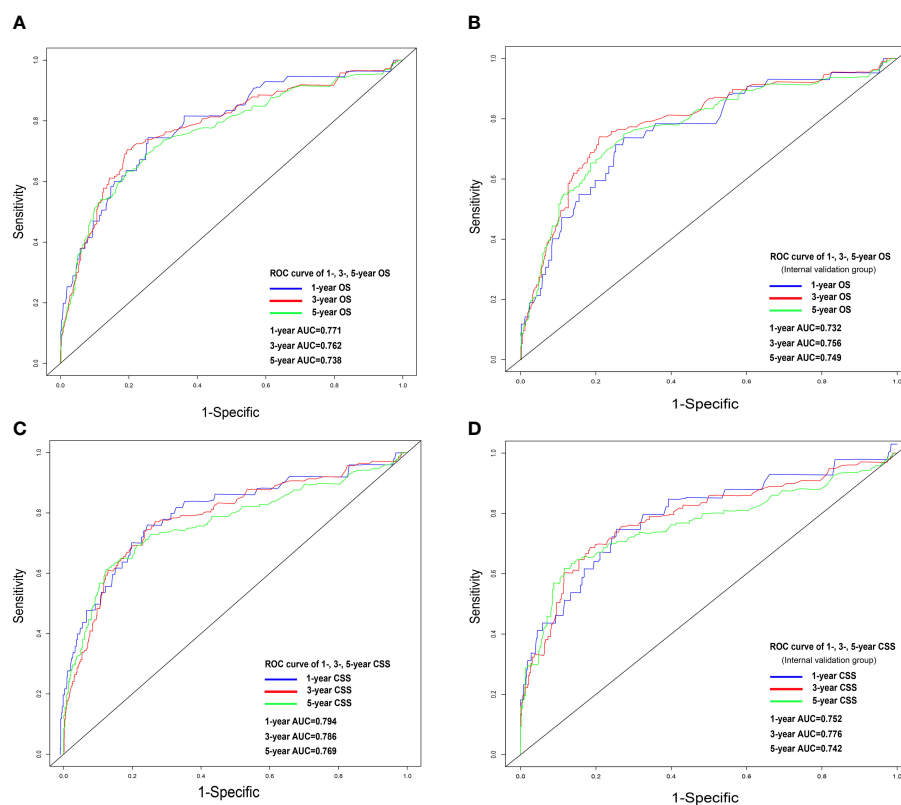 A
Sensitivity
0.0
0.2
0.4
0.6
0.8
1.0
0.0
0.2
0.4
0.6
0.8
1.0
1-Specific
ROC curve of 1-, 3-, 5-year OS
1-year OS
3-year OS
5-year OS
1-year AUC=0.771
3-year AUC=0.762
5-year AUC=0.738
B
Sensitivity
0.0
0.2
0.4
0.6
0.8
1.0
0.0
0.2
0.4
0.6
0.8
1.0
1-Specific
ROC curve of 1-, 3-, 5-year OS
(Internal validation group)
1-year OS
3-year OS
5-year OS
1-year AUC=0.732
3-year AUC=0.756
5-year AUC=0.749
C
Sensitivity
0.0
0.2
0.4
0.6
0.8
1.0
0.0
0.2
0.4
0.6
0.8
1.0
1-Specific
ROC curve of 1-, 3-, 5-year CSS
1-year CSS
3-year CSS
5-year CSS
1-year AUC=0.794
3-year AUC=0.786
5-year AUC=0.769
D
Sensitivity
0.0
0.2
0.4
0.6
0.8
1.0
0.0
0.2
0.4
0.6
0.8
1.0
1-Specific
ROC curve of 1-, 3-, 5-year CSS
(Internal validation group)
1-year CSS
3-year CSS
5-year CSS
1-year AUC=0.752
3-year AUC=0.776
5-year AUC=0.742